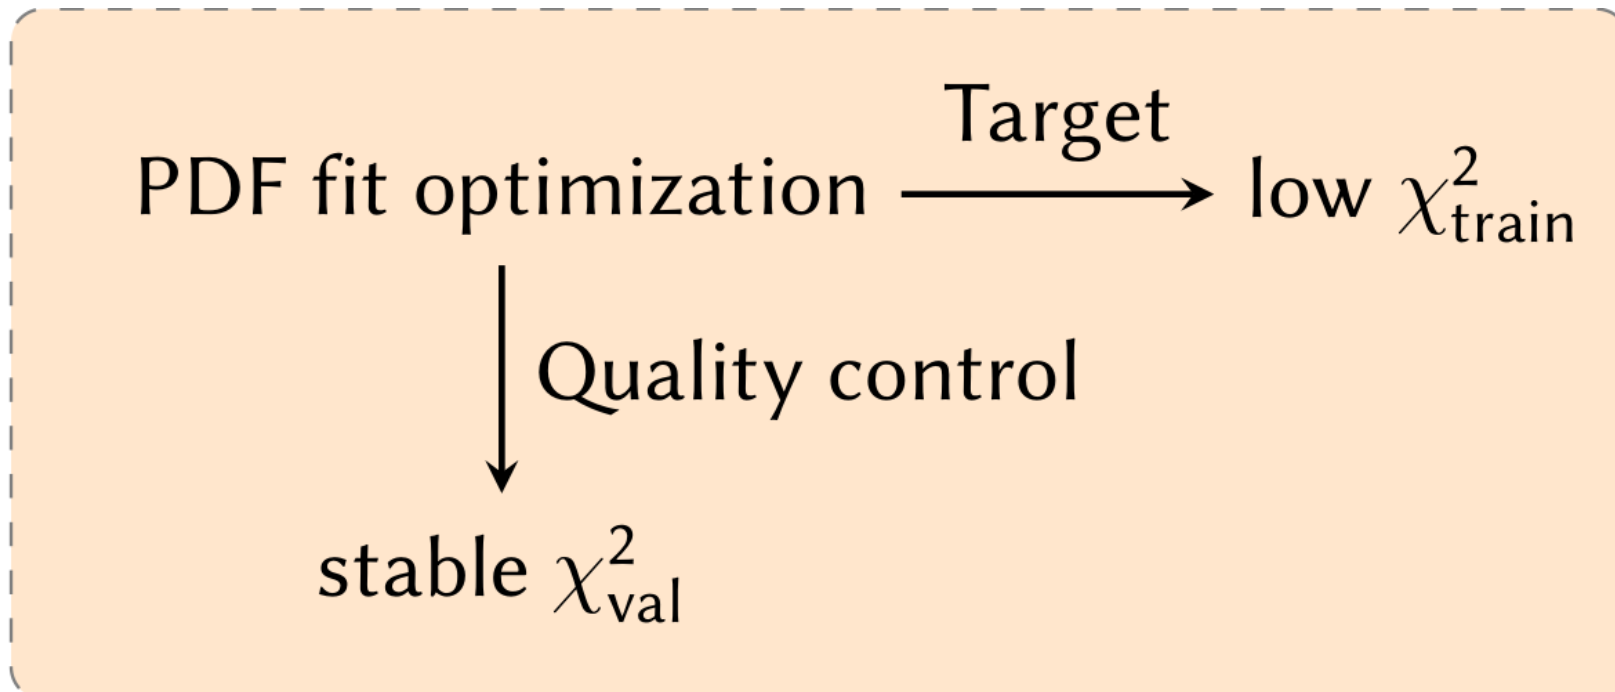 Target
PDF fit optimization low χ²train
Quality control
stable χ²val